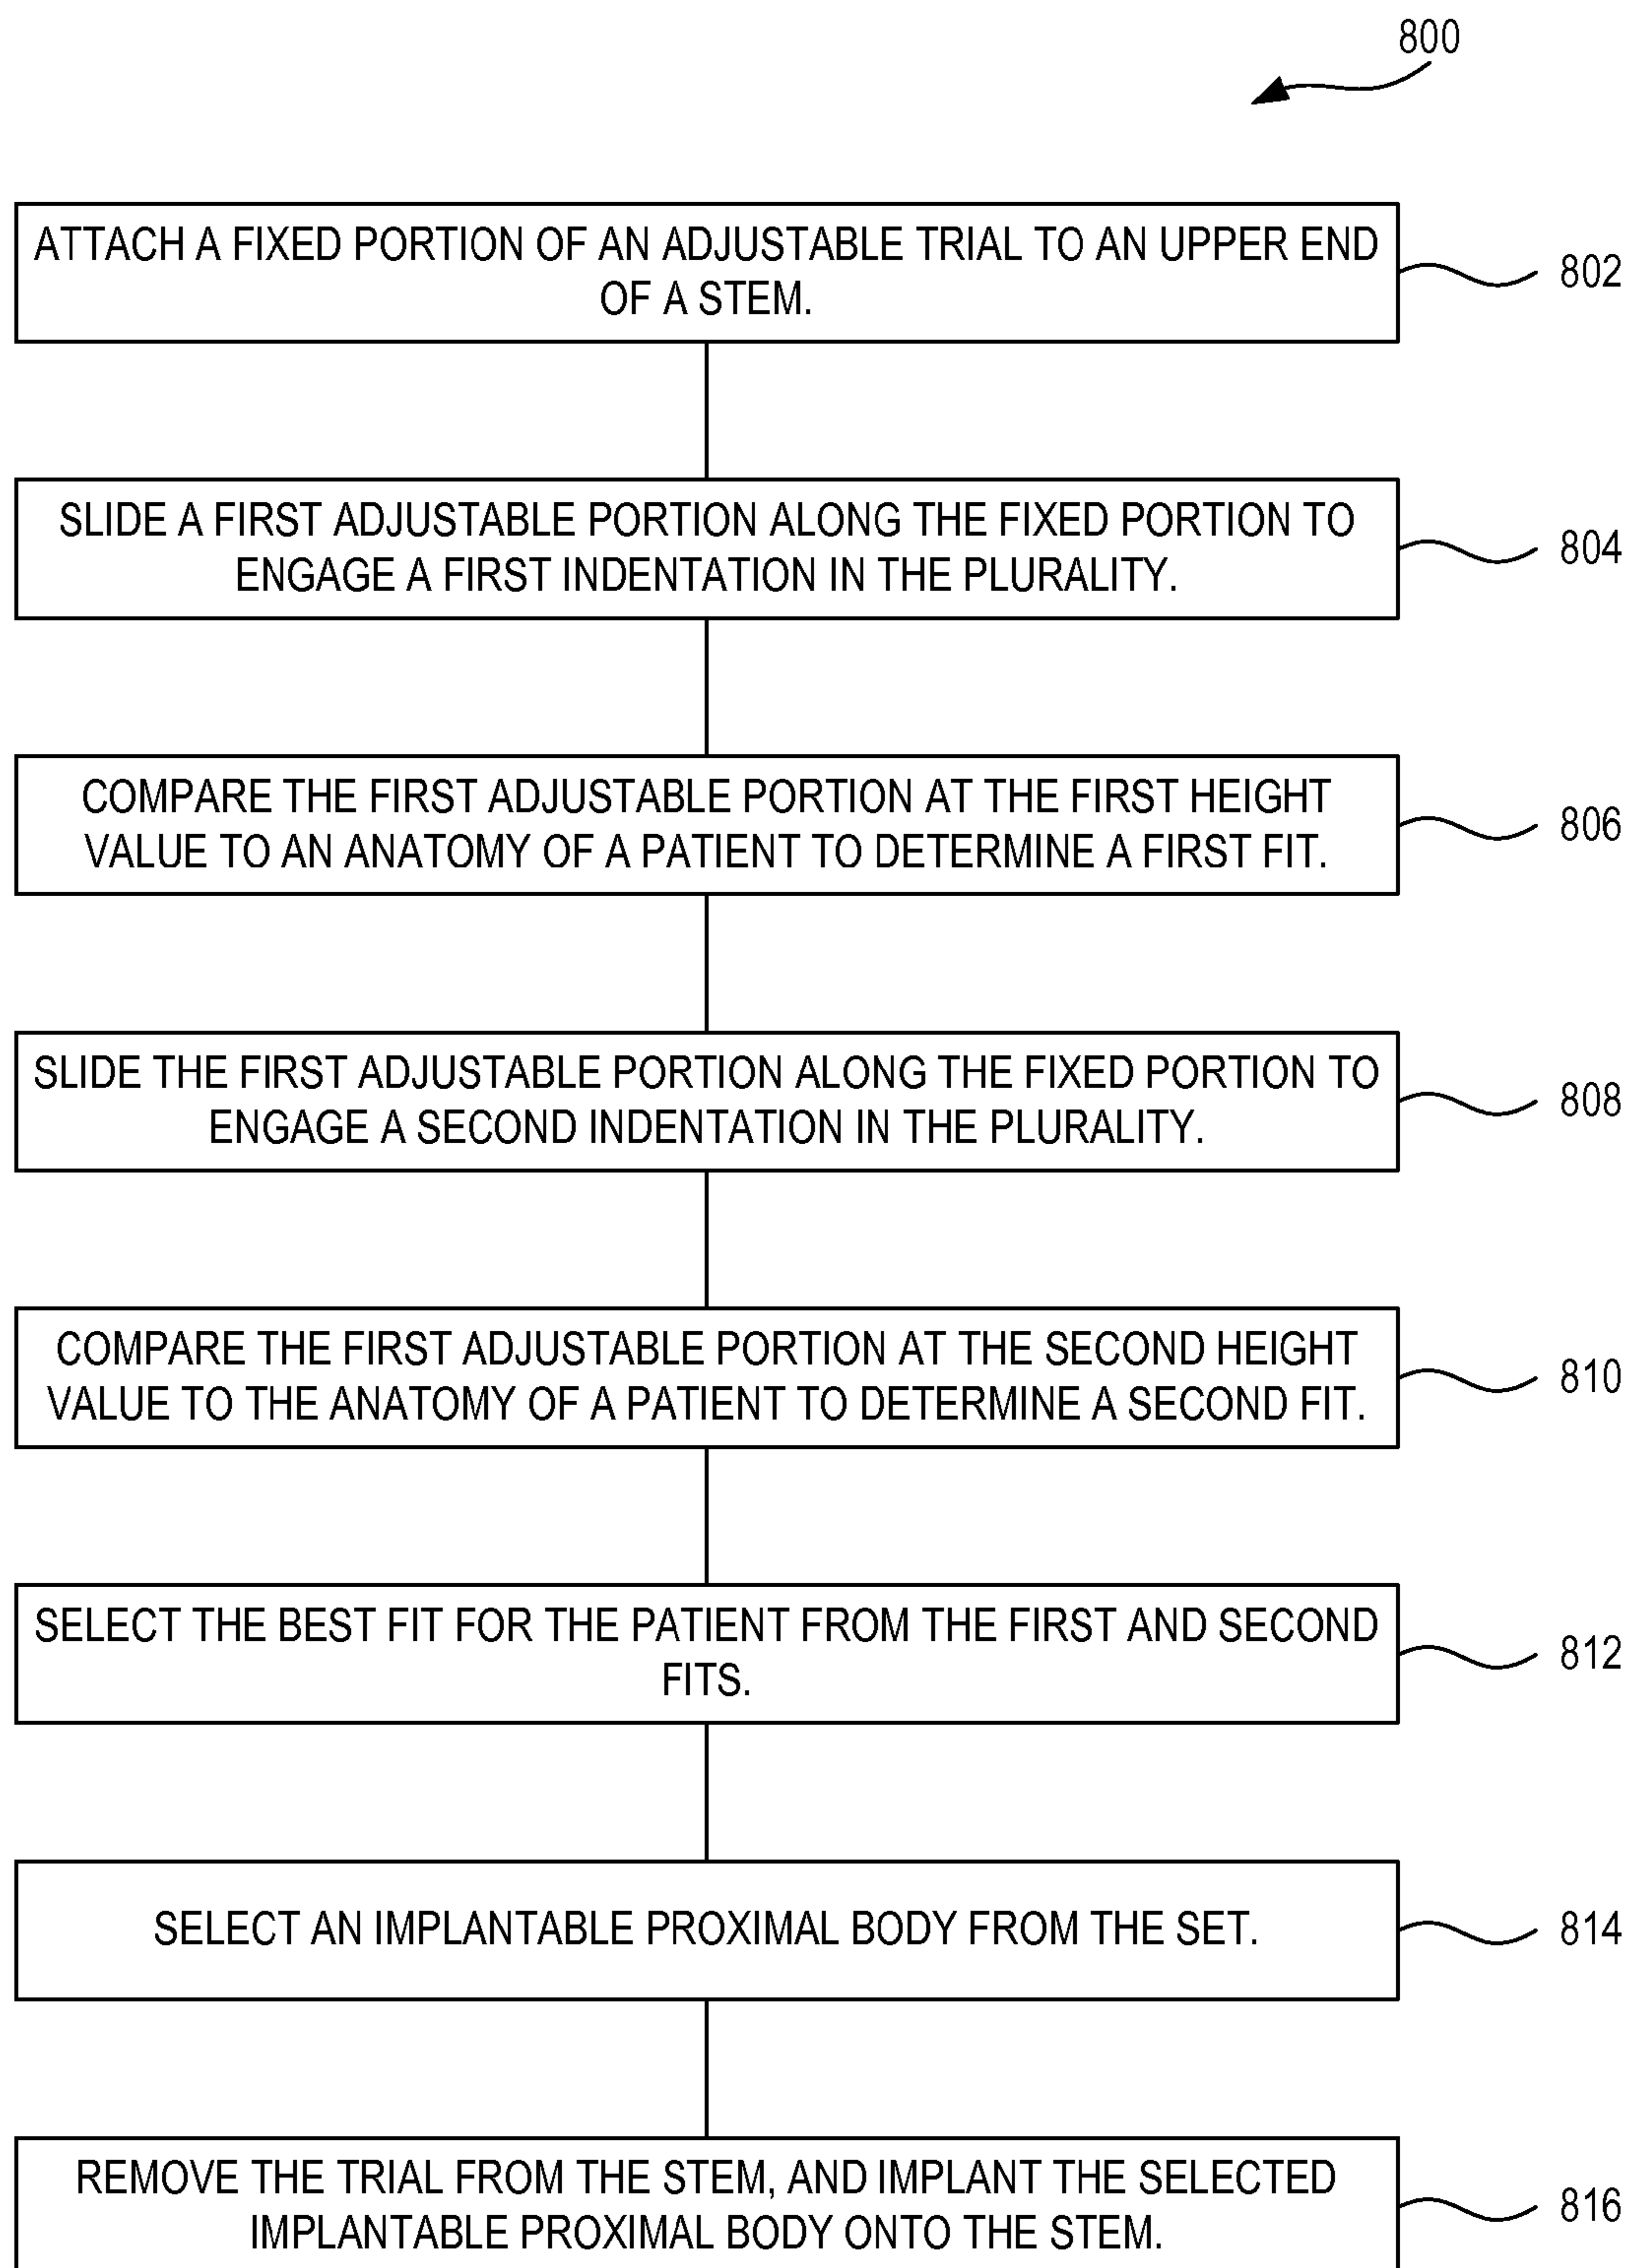 800
ATTACH A FIXED PORTION OF AN ADJUSTABLE TRIAL TO AN UPPER END
OF A STEM.
802
SLIDE A FIRST ADJUSTABLE PORTION ALONG THE FIXED PORTION TO
ENGAGE A FIRST INDENTATION IN THE PLURALITY.
804
COMPARE THE FIRST ADJUSTABLE PORTION AT THE FIRST HEIGHT
VALUE TO AN ANATOMY OF A PATIENT TO DETERMINE A FIRST FIT.
806
SLIDE THE FIRST ADJUSTABLE PORTION ALONG THE FIXED PORTION TO
ENGAGE A SECOND INDENTATION IN THE PLURALITY.
808
COMPARE THE FIRST ADJUSTABLE PORTION AT THE SECOND HEIGHT
VALUE TO THE ANATOMY OF A PATIENT TO DETERMINE A SECOND FIT.
810
SELECT THE BEST FIT FOR THE PATIENT FROM THE FIRST AND SECOND
FITS.
812
SELECT AN IMPLANTABLE PROXIMAL BODY FROM THE SET.
814
REMOVE THE TRIAL FROM THE STEM, AND IMPLANT THE SELECTED
IMPLANTABLE PROXIMAL BODY ONTO THE STEM.
816